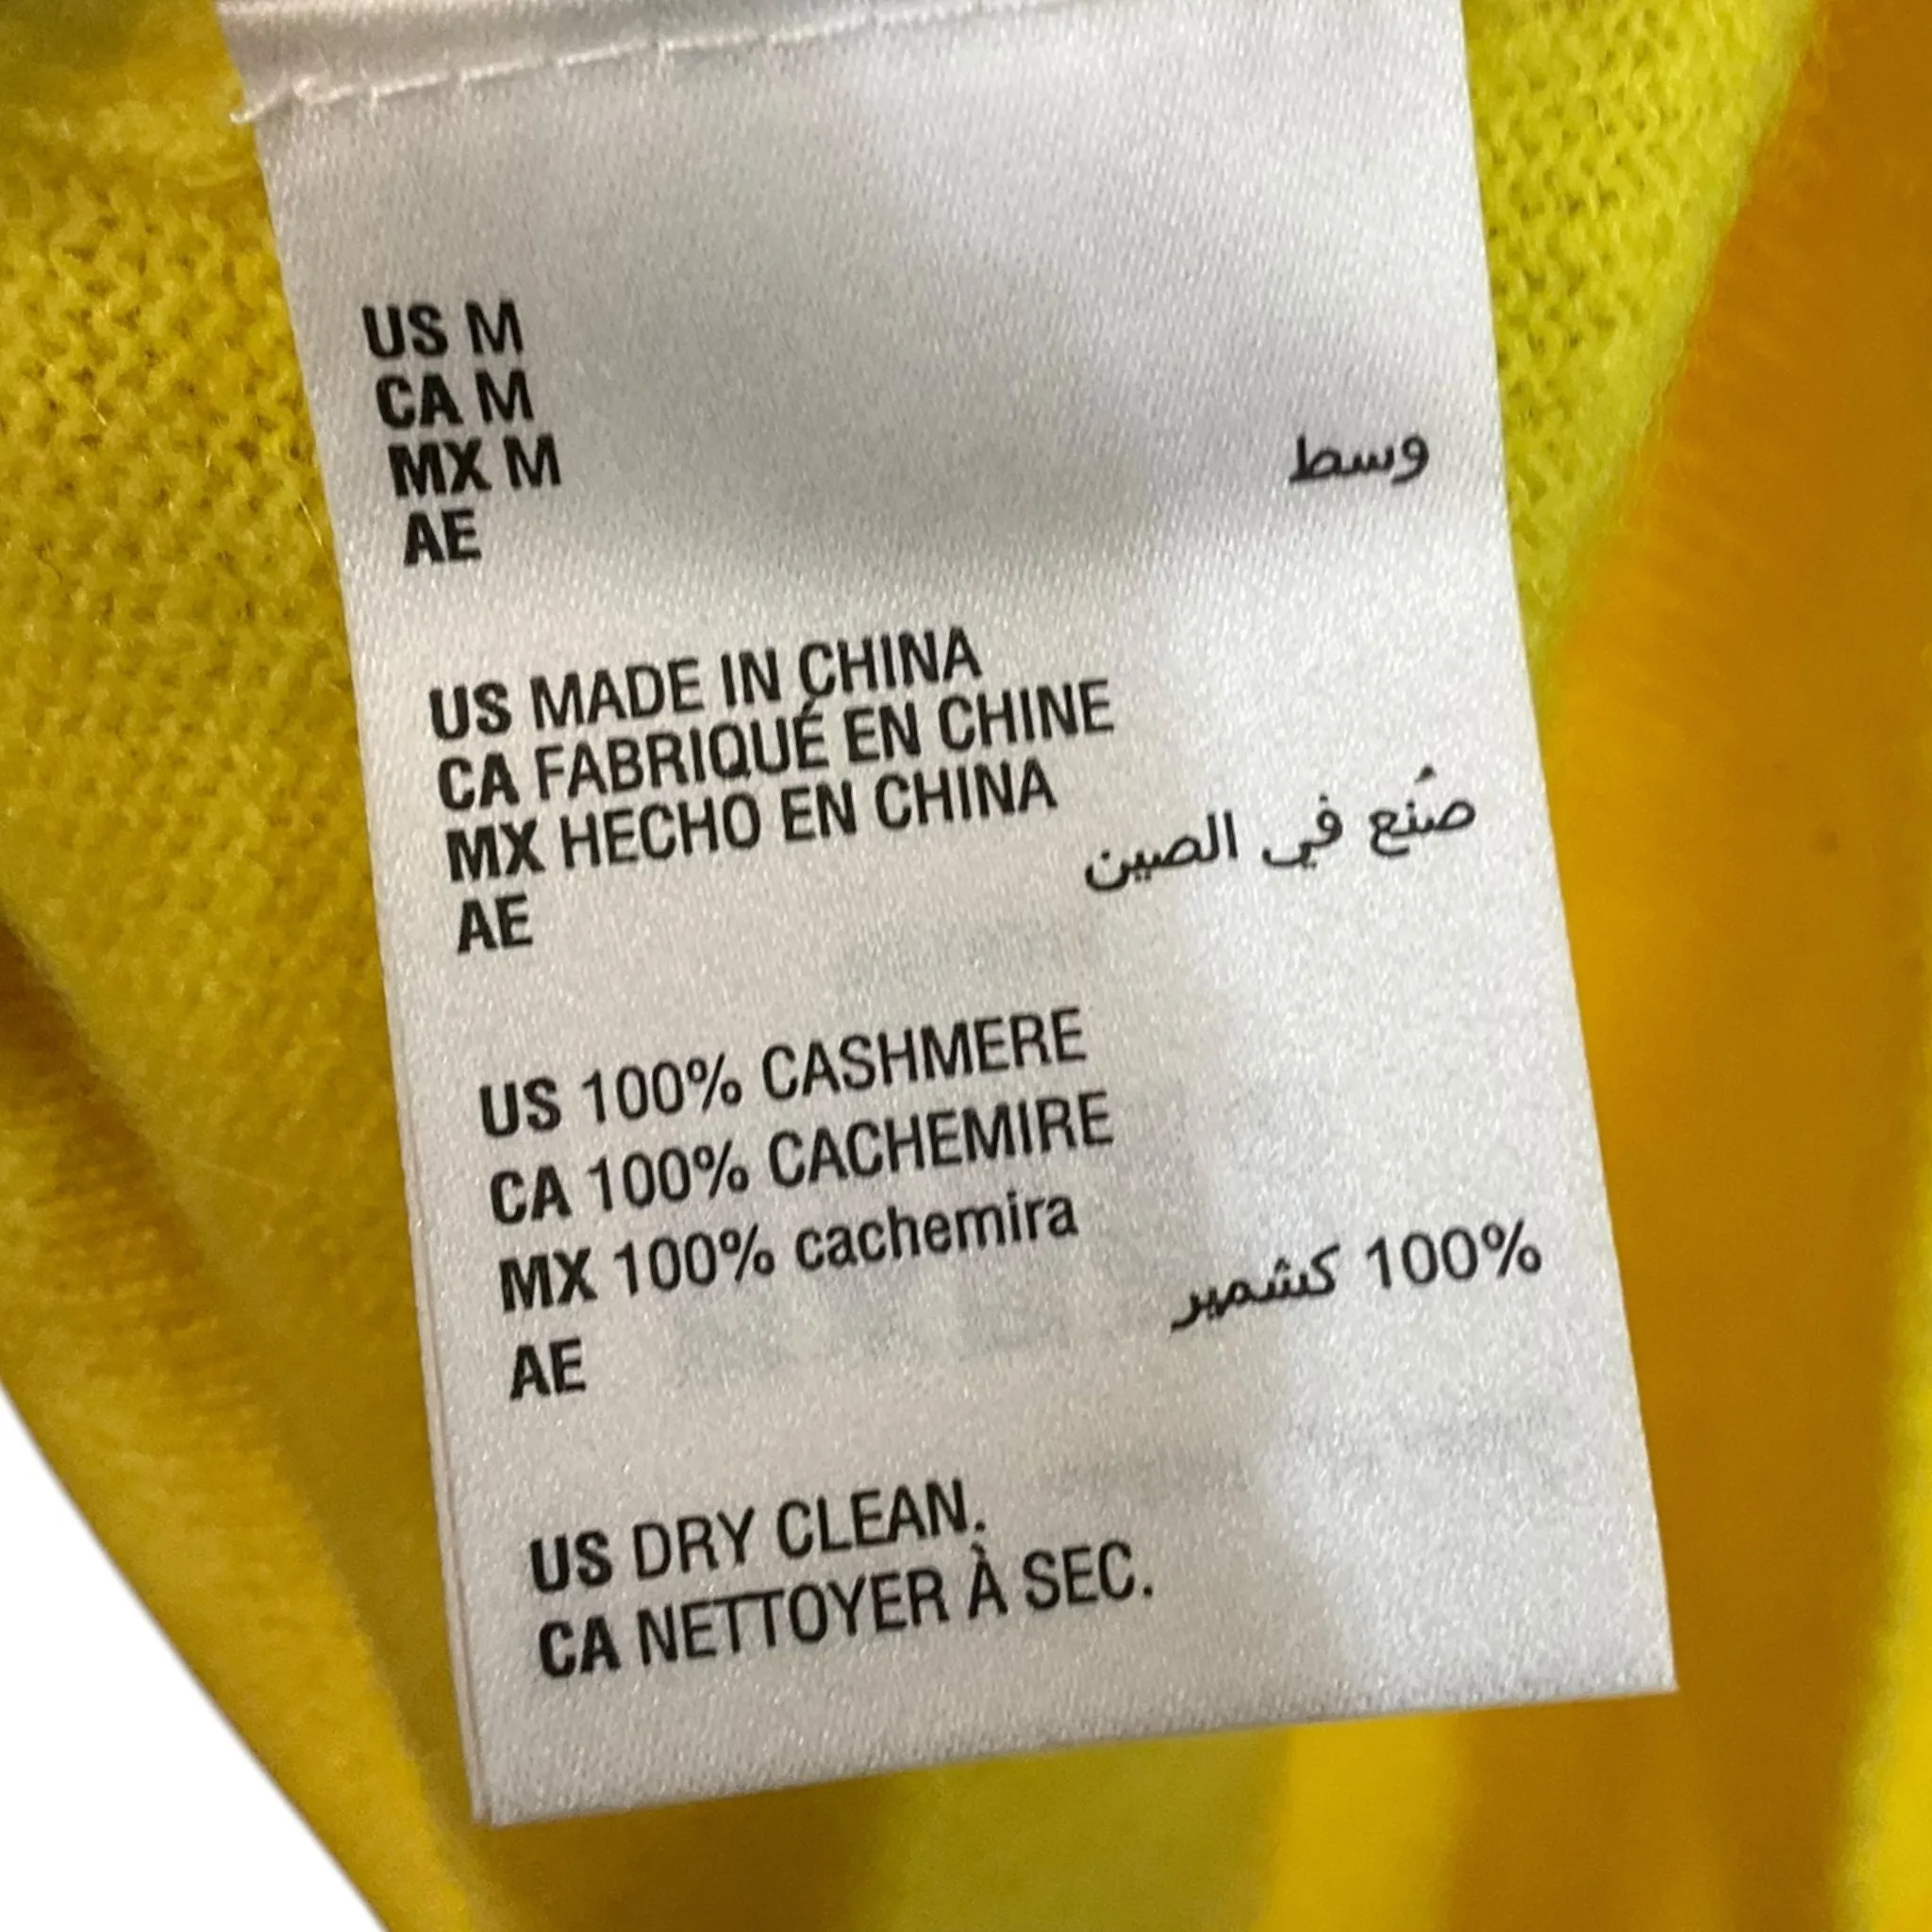 US M
CA M
MX M
AE وسط
US MADE IN CHINA
CA FABRIQUÉ EN CHINE
MX HECHO EN CHINA
AE صُنع في الصين
US 100% CASHMERE
CA 100% CACHEMIRE
MX 100% cachemira
AE 100% كشمير
US DRY CLEAN.
CA NETTOYER À SEC.